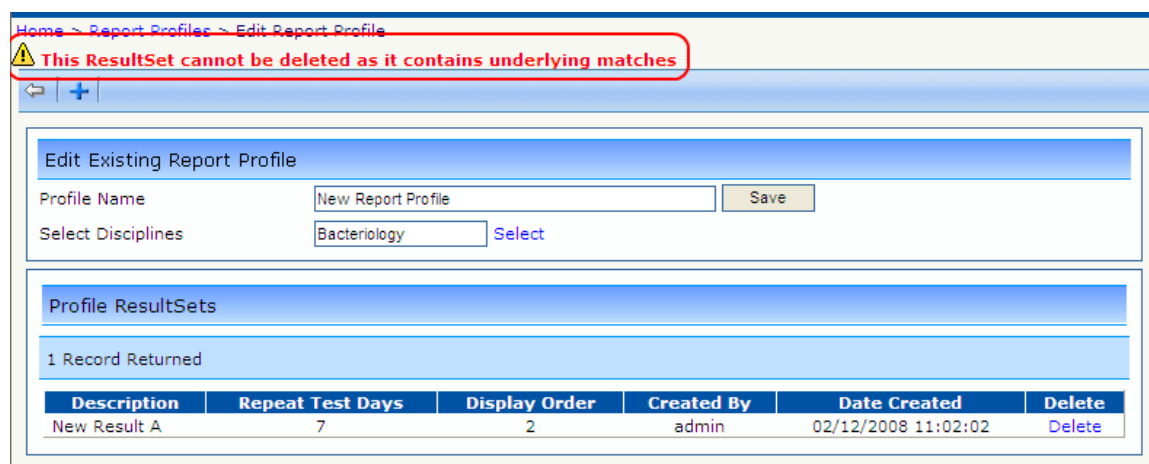 Home > Report Profiles > Edit Report Profile
This ResultSet cannot be deleted as it contains underlying matches
Edit Existing Report Profile
Profile Name New Report Profile Save
Select Disciplines Bacteriology Select
Profile ResultSets
1 Record Returned
Description Repeat Test Days Display Order Created By Date Created Delete
New Result A 7 2 admin 02/12/2008 11:02:02 Delete